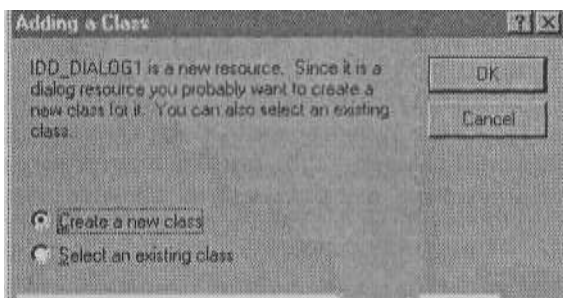 Adding a Class
IDD_DIALOG1 is a new resource. Since it is a
dialog resource you probably want to create a
new class for it. You can also select an existing
class.
OK
Cancel
Create a new class
Select an existing class